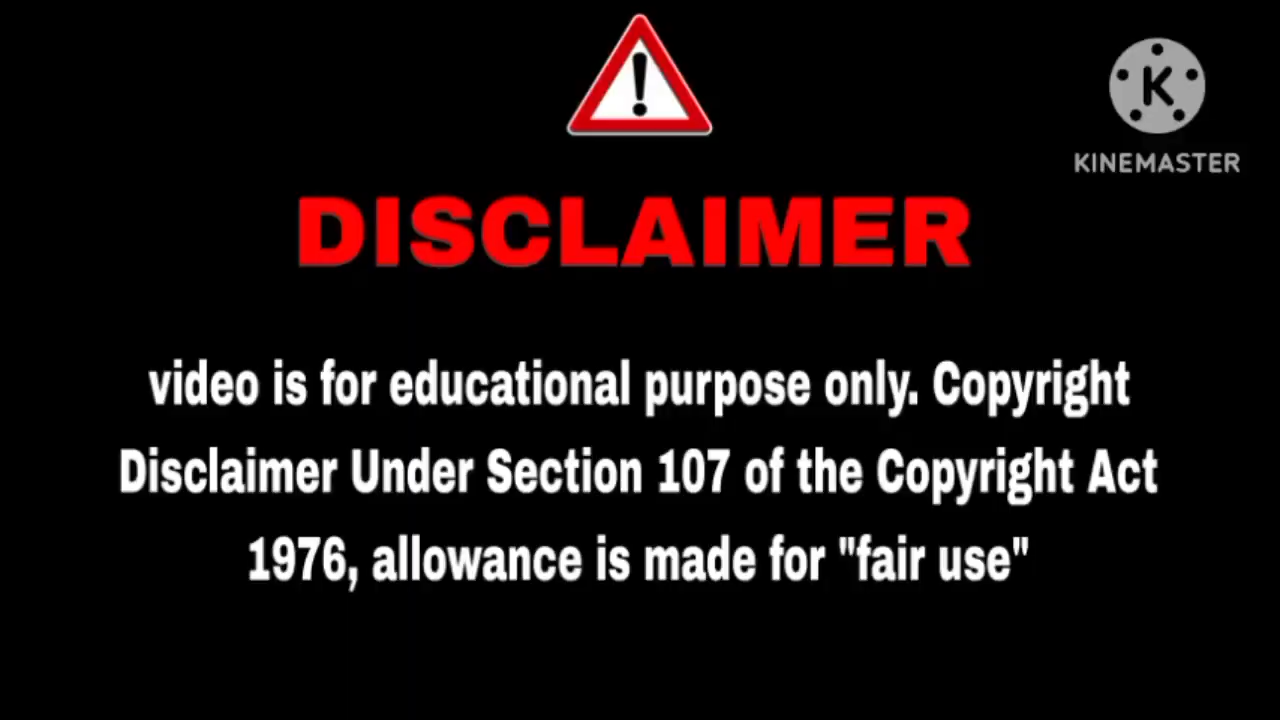 K
KINEMASTER
DISCLAIMER
video is for educational purpose only. Copyright
Disclaimer Under Section 107 of the Copyright Act
1976, allowance is made for "fair use"